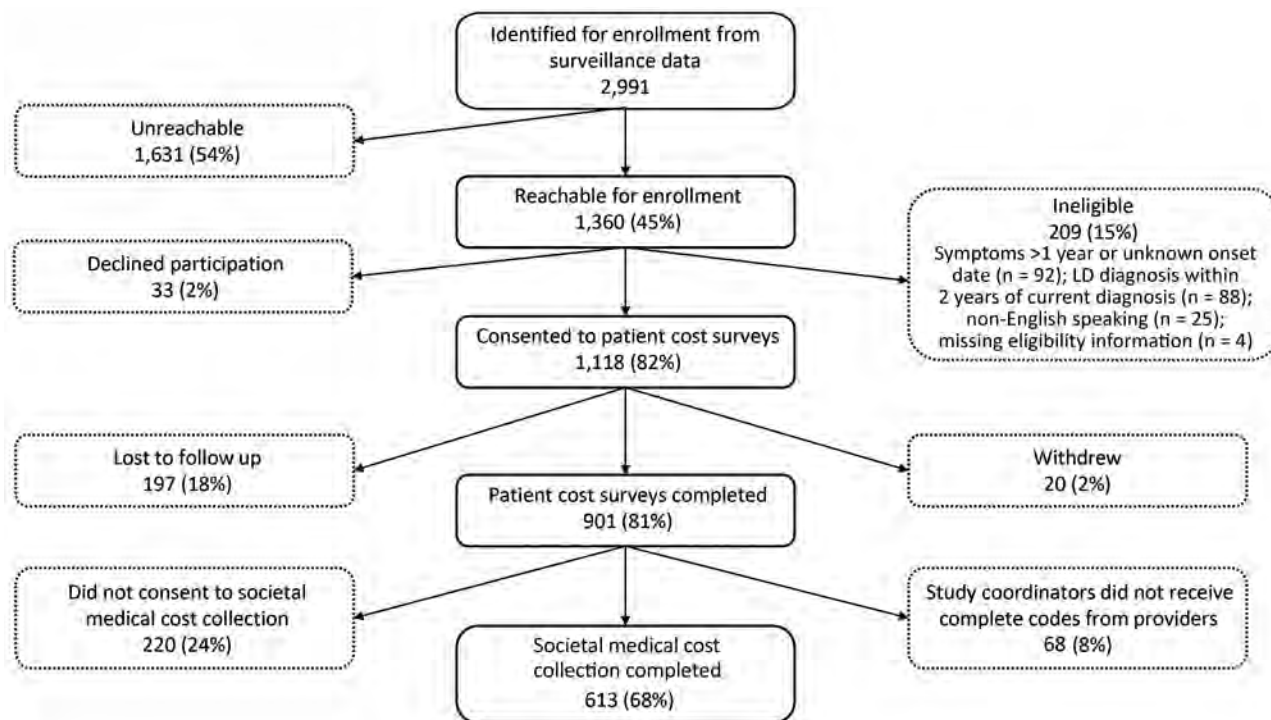 Identified for enrollment from
surveillance data
2,991
Unreachable
1,631 (54%)
Reachable for enrollment
1,360 (45%)
Ineligible
209 (15%)
Symptoms >1 year or unknown onset
date (n = 92); LD diagnosis within
2 years of current diagnosis (n = 88);
non-English speaking (n = 25);
missing eligibility information (n = 4)
Declined participation
33 (2%)
Consented to patient cost surveys
1,118 (82%)
Lost to follow up
197 (18%)
Withdrew
20 (2%)
Patient cost surveys completed
901 (81%)
Did not consent to societal
medical cost collection
220 (24%)
Study coordinators did not receive
complete codes from providers
68 (8%)
Societal medical cost
collection completed
613 (68%)